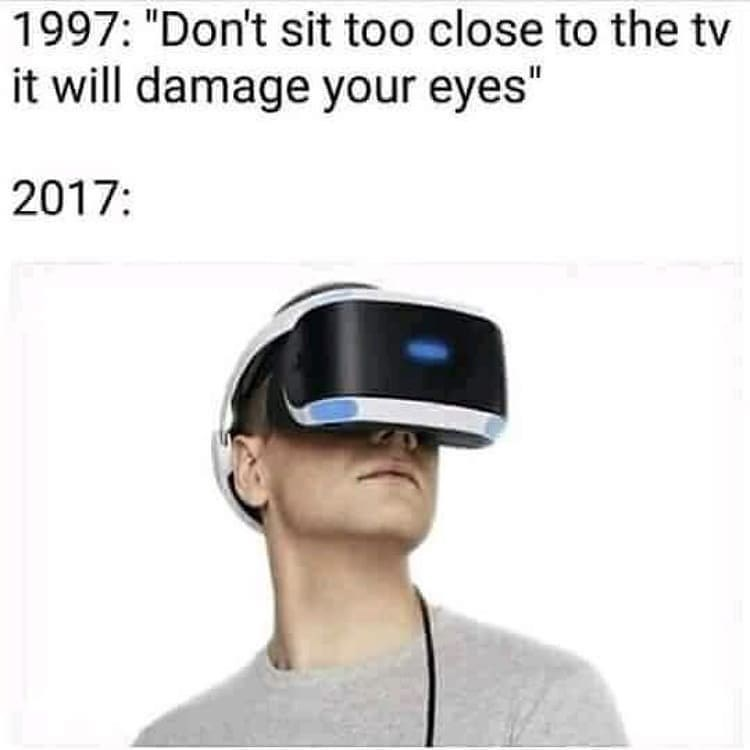 1997: "Don't sit too close to the tv
it will damage your eyes"
2017: